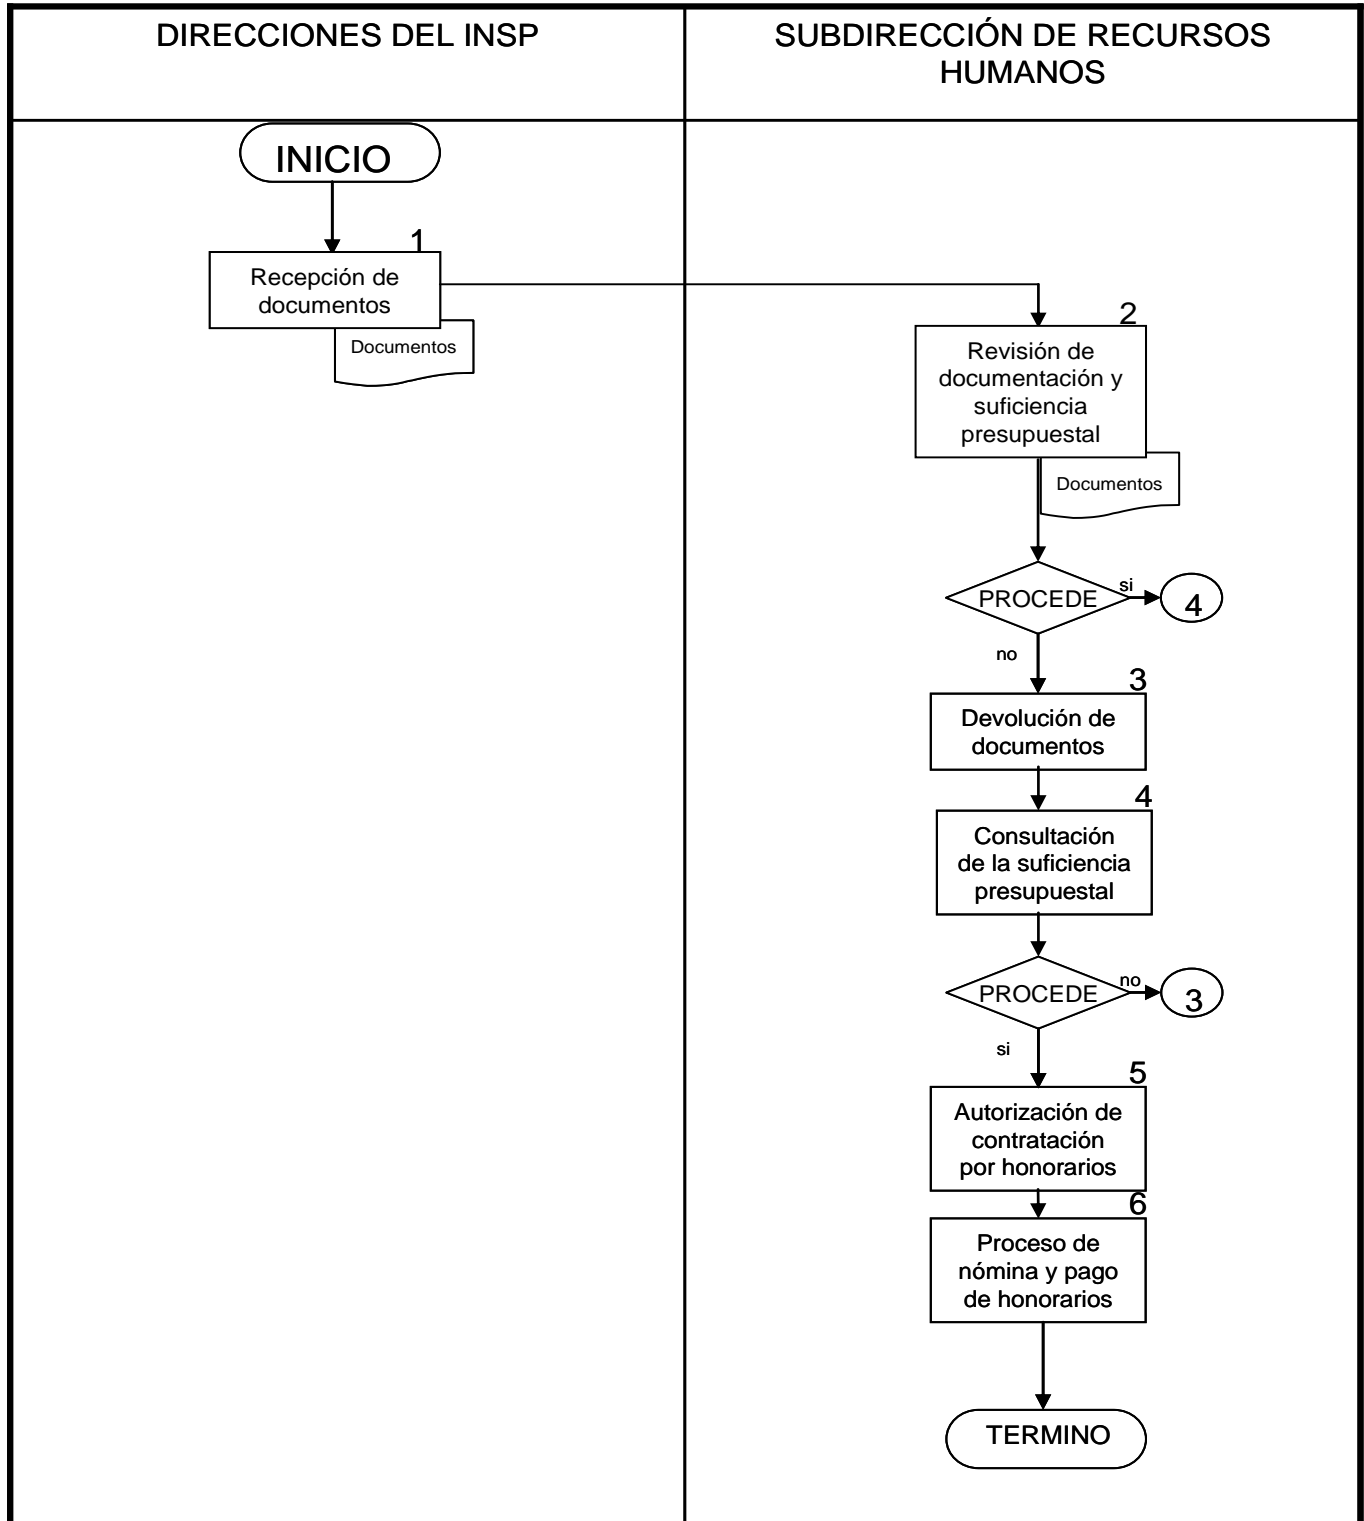 DIRECCIONES DEL INSP
SUBDIRECCIÓN DE RECURSOS
HUMANOS
INICIO
1
Recepción de
documentos
Documentos
2
Revisión de
documentación y
suficiencia
presupuestal
Documentos
PROCEDE
si
4
no
3
Devolución de
documentos
4
Consultación
de la suficiencia
presupuestal
PROCEDE
no
3
si
5
Autorización de
contratación
por honorarios
6
Proceso de
nómina y pago
de honorarios
TERMINO